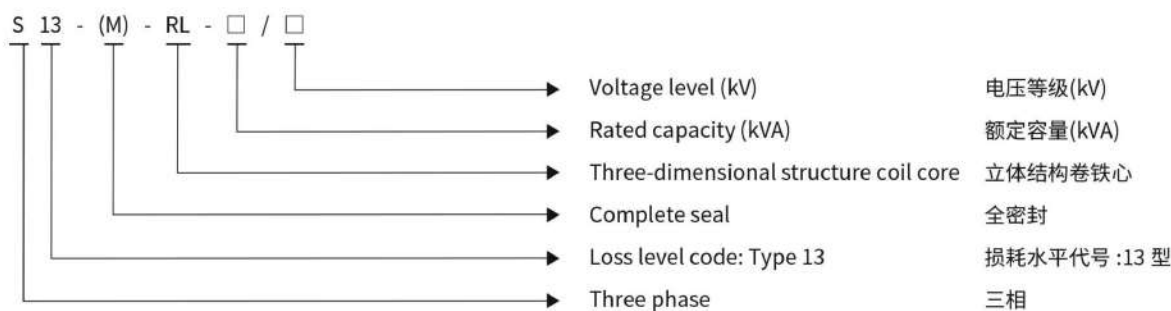 S 13 - (M) - RL - □ / □
Voltage level (kV) 电压等级(kV)
Rated capacity (kVA) 额定容量(kVA)
Three-dimensional structure coil core 立体结构卷铁心
Complete seal 全密封
Loss level code: Type 13 损耗水平代号 :13 型
Three phase 三相